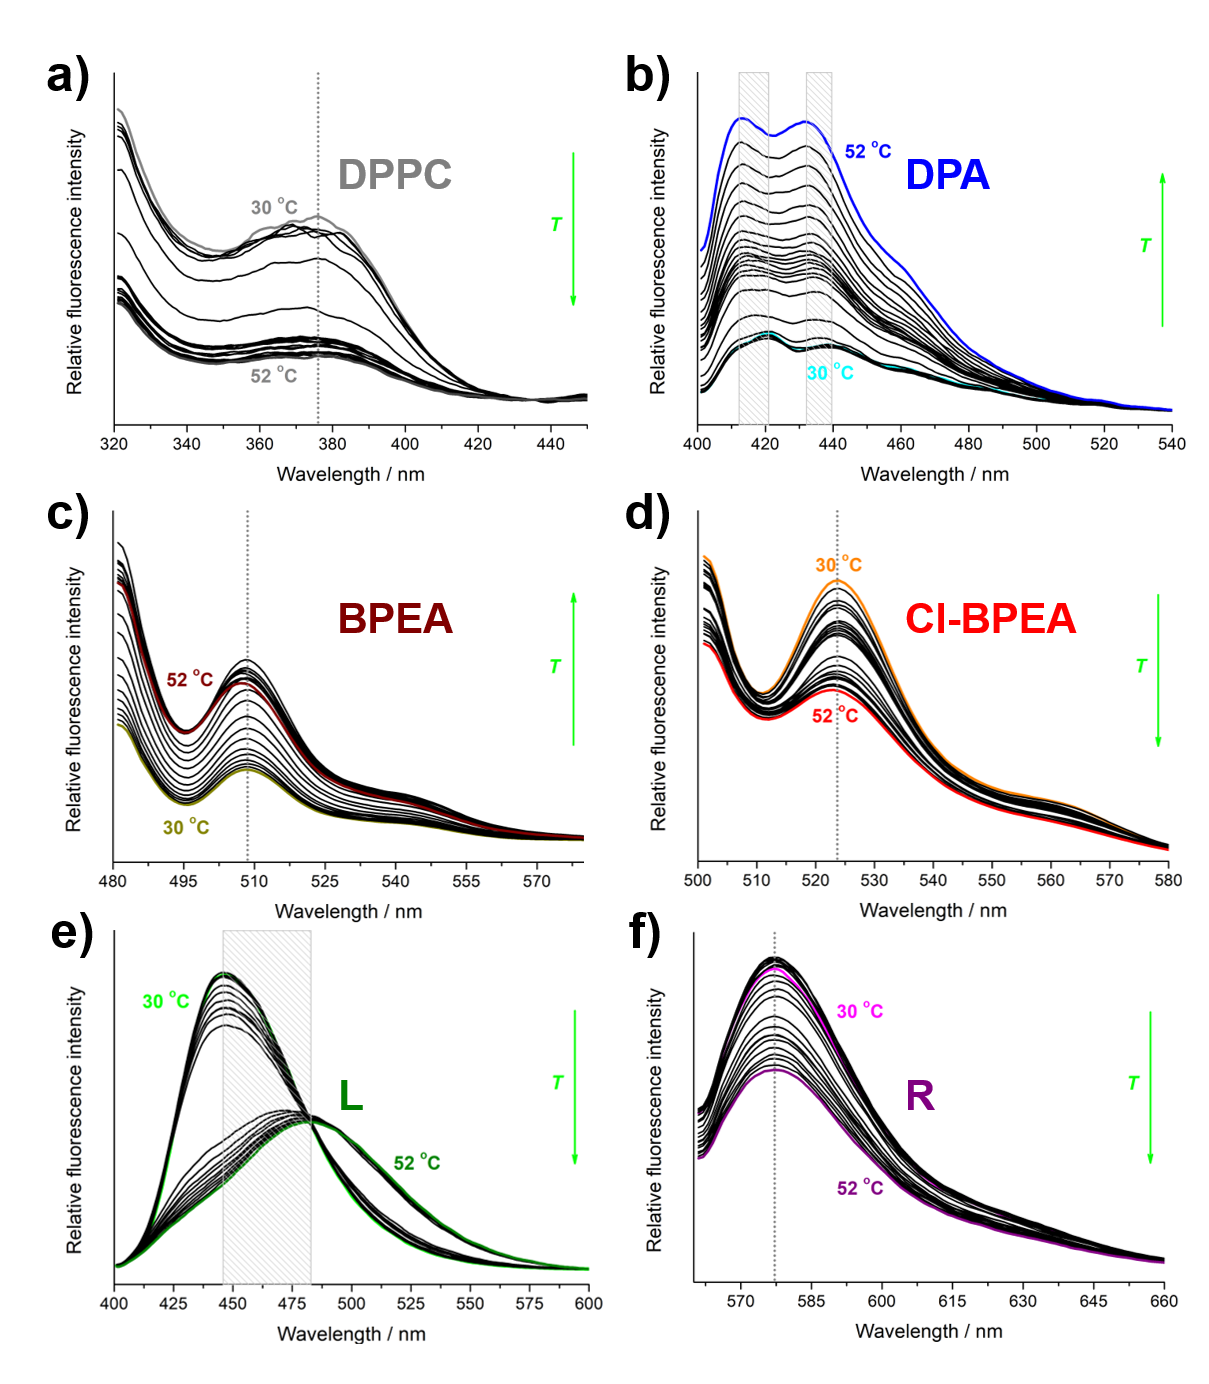 a)
Relative fluorescence intensity
DPPC
30 °C
52 °C
T
320 340 360 380 400 420 440
Wavelength / nm
b)
Relative fluorescence intensity
DPA
52 °C
30 °C
T
400 420 440 460 480 500 520 540
Wavelength / nm
c)
Relative fluorescence intensity
BPEA
52 °C
30 °C
T
480 495 510 525 540 555 570
Wavelength / nm
d)
Relative fluorescence intensity
Cl-BPEA
30 °C
52 °C
T
500 510 520 530 540 550 560 570 580
Wavelength / nm
e)
Relative fluorescence intensity
30 °C
L
52 °C
T
400 425 450 475 500 525 550 575 600
Wavelength / nm
f)
Relative fluorescence intensity
30 °C
R
52 °C
T
570 585 600 615 630 645 660
Wavelength / nm